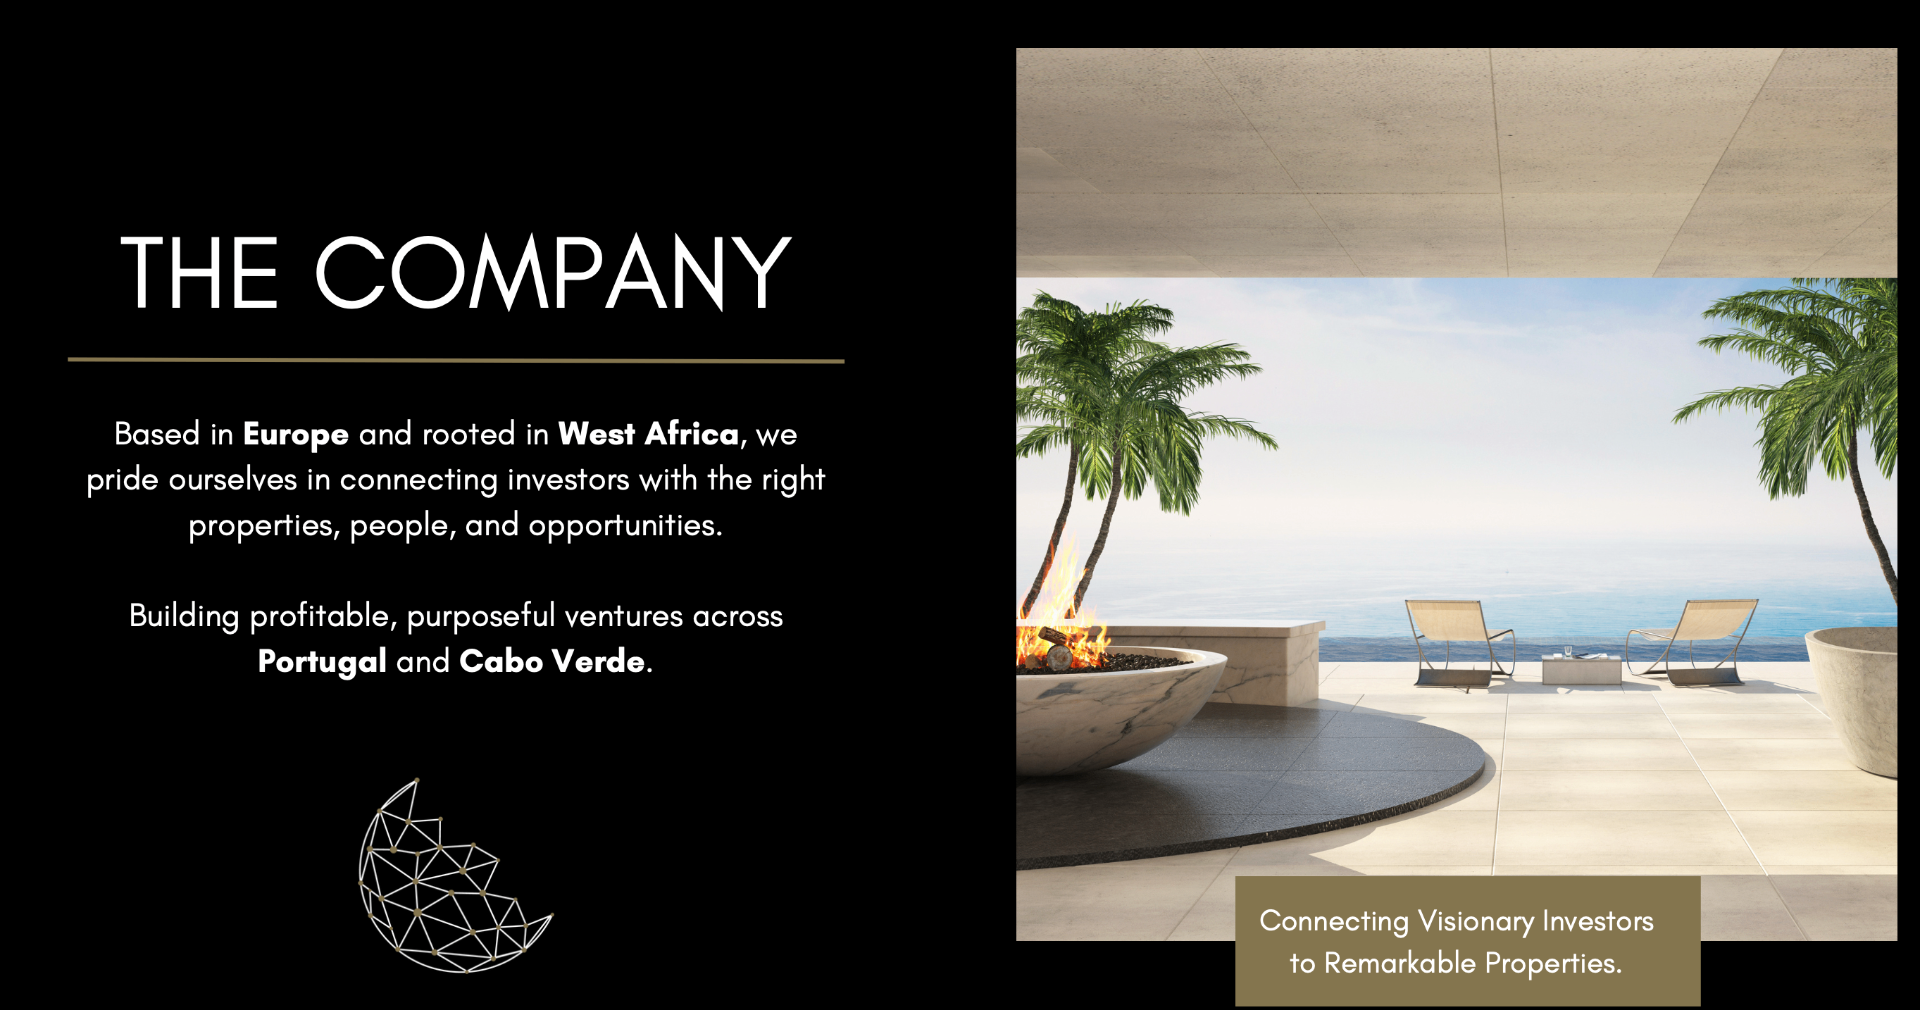 THE COMPANY
Based in Europe and rooted in West Africa, we
pride ourselves in connecting investors with the right
properties, people, and opportunities.
Building profitable, purposeful ventures across
Portugal and Cabo Verde.
Connecting Visionary Investors
to Remarkable Properties.